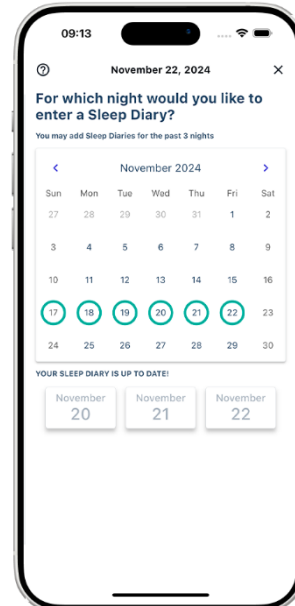 09:13
November 22, 2024
For which night would you like to
enter a Sleep Diary?
You may add Sleep Diaries for the past 3 nights
November 2024
Sun Mon Tue Wed Thu Fri Sat
27 28 29 30 31 1 2
3 4 5 6 7 8 9
10 11 12 13 14 15 16
17 18 19 20 21 22 23
24 25 26 27 28 29 30
YOUR SLEEP DIARY IS UP TO DATE!
November November November
20 21 22